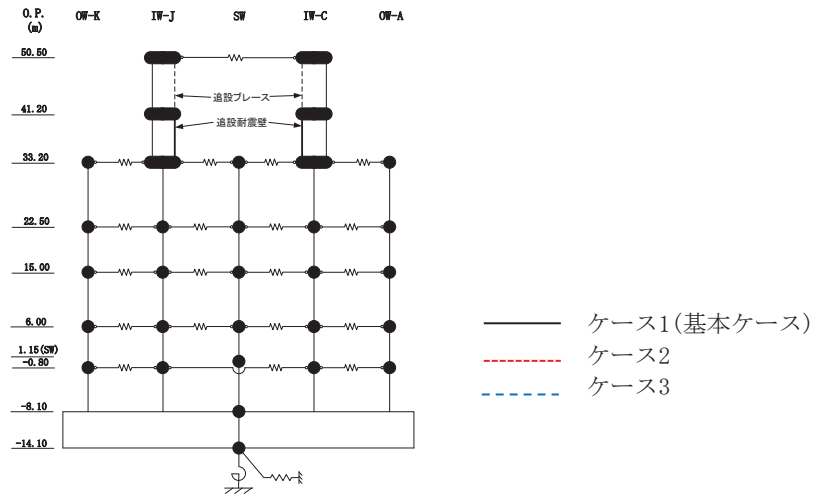 O.P.
(m)
OW-K IW-J SW IW-C OW-A
50.50
追設ブレース
41.20
追設耐震壁
33.20
22.50
15.00
6.00
1.15(SW)
-0.80
-8.10
-14.10
ケース1(基本ケース)
ケース2
ケース3